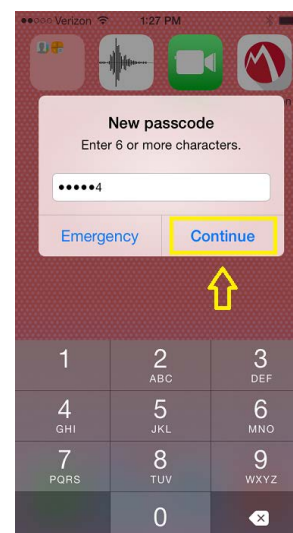 Verizon 1:27 PM
New passcode
Enter 6 or more characters.
•••••4
Emergency Continue
1 2 3
ABC DEF
4 5 6
GHI JKL MNO
7 8 9
PQRS TUV WXYZ
0